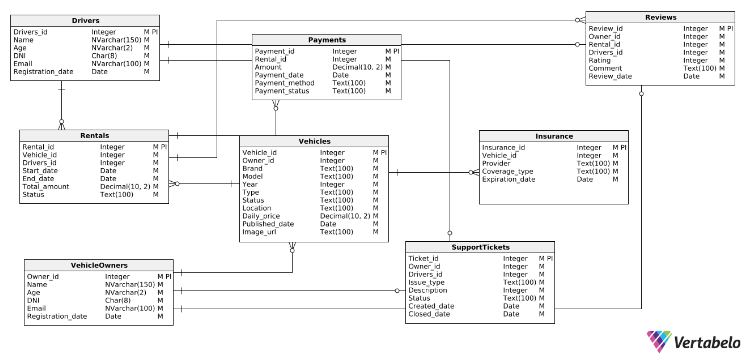 Drivers
Drivers_id Integer M PI
Name NVarchar(150) M
Age NVarchar(2) M
DNI Char(8) M
Email NVarchar(100) M
Registration_date Date M
Payments
Payment_id Integer M PI
Rental_id Integer M
Amount Decimal(10, 2) M
Payment_date Date M
Payment_method Text(100) M
Payment_status Text(100) M
Reviews
Review_id Integer M PI
Owner_id Integer M
Rental_id Integer M
Drivers_id Integer M
Rating Integer M
Comment Text(100) M
Review_date Date M
Rentals
Rental_id Integer M PI
Vehicle_id Integer M
Drivers_id Integer M
Start_date Date M
End_date Date M
Total_amount Decimal(10, 2) M
Status Text(100) M
Vehicles
Vehicle_id Integer M PI
Owner_id Integer M
Brand Text(100) M
Model Text(100) M
Year Integer M
Type Text(100) M
Status Text(100) M
Location Text(100) M
Daily_price Decimal(10, 2) M
Published_date Date M
Image_url Text(100) M
Insurance
Insurance_id Integer M PI
Vehicle_id Integer M
Provider Text(100) M
Coverage_type Text(100) M
Expiration_date Date M
VehicleOwners
Owner_id Integer M PI
Name NVarchar(150) M
Age NVarchar(2) M
DNI Char(8) M
Email NVarchar(100) M
Registration_date Date M
SupportTickets
Ticket_id Integer M PI
Owner_id Integer M
Drivers_id Integer M
Issue_type Text(100) M
Description Integer M
Status Text(100) M
Created_date Date M
Closed_date Date M
Vertabelo